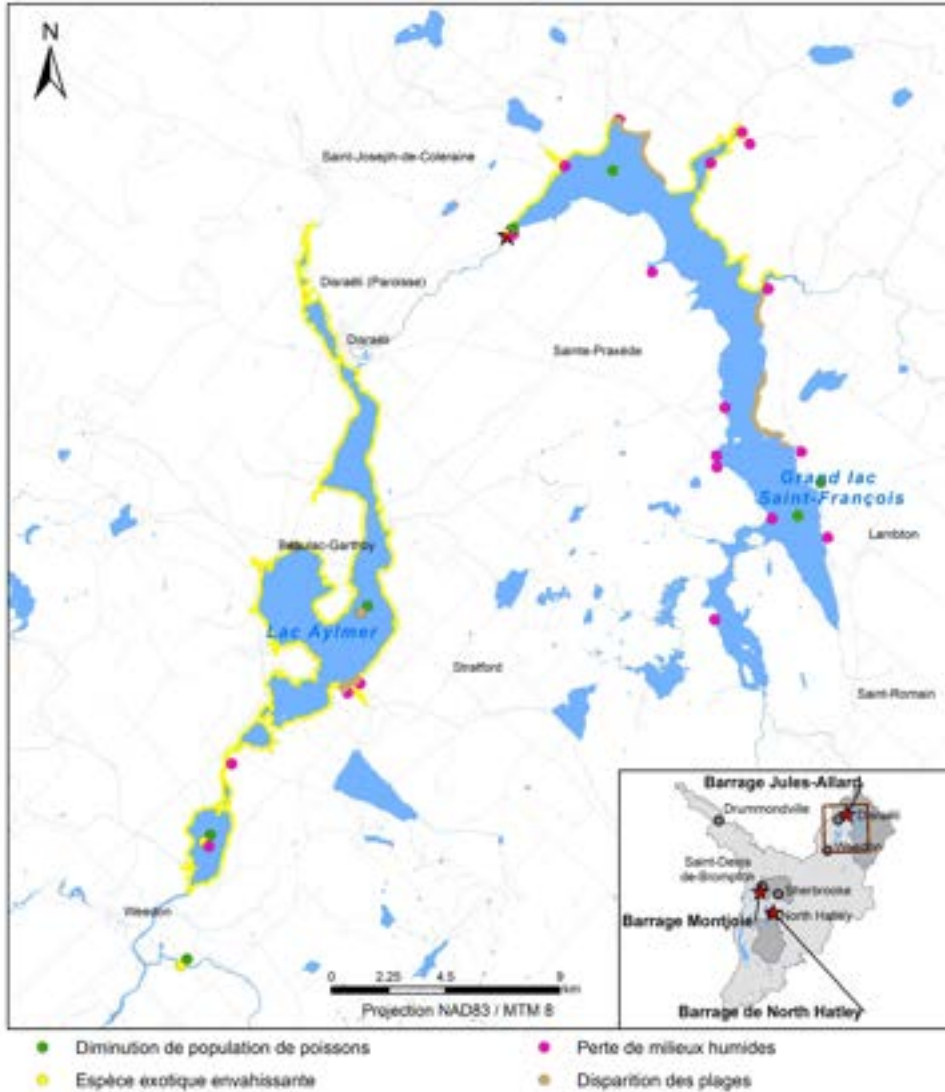 N
Saint-Joseph-de-Coleraine
Disraëli (Paroisse)
Disraëli
Sainte-Praxède
Grand lac
Saint-François
Lambton
Beaulac-Garthby
Lac Aylmer
Stratford
Saint-Romain
Weedon
0 2.25 4.5 9
km
Projection NAD83 / MTM 8
Barrage Jules-Allard
Drummondville
Disraëli
Weedon
Saint-Denis
de-Brompton
Sherbrooke
Barrage Montjoie
North Hatley
Barrage de North Hatley
Diminution de population de poissons
Perte de milieux humides
Espèce exotique envahissante
Disparition des plages